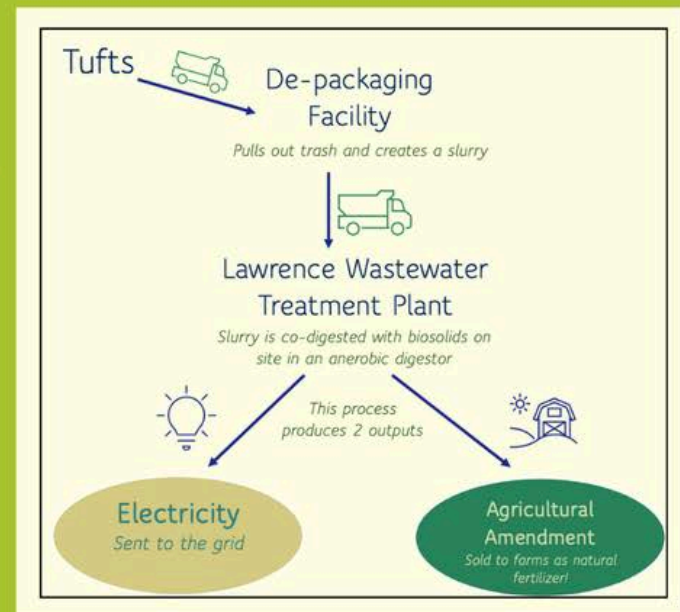 Tufts
De-packaging
Facility
Pulls out trash and creates a slurry
Lawrence Wastewater
Treatment Plant
Slurry is co-digested with biosolids on
site in an anerobic digestor
This process
produces 2 outputs
Electricity
Sent to the grid
Agricultural
Amendment
Sold to farms as natural
fertilizer!